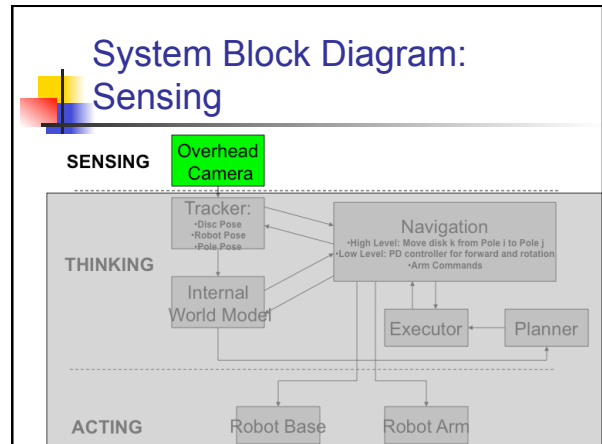 System Block Diagram:
Sensing
SENSING
Overhead
Camera
Tracker:
•Disc Pose
•Robot Pose
•Pole Pose
Navigation
•High Level: Move disk k from Pole i to Pole j
•Low Level: PD controller for forward and rotation
•Arm Commands
THINKING
Internal
World Model
Executor
Planner
ACTING
Robot Base
Robot Arm